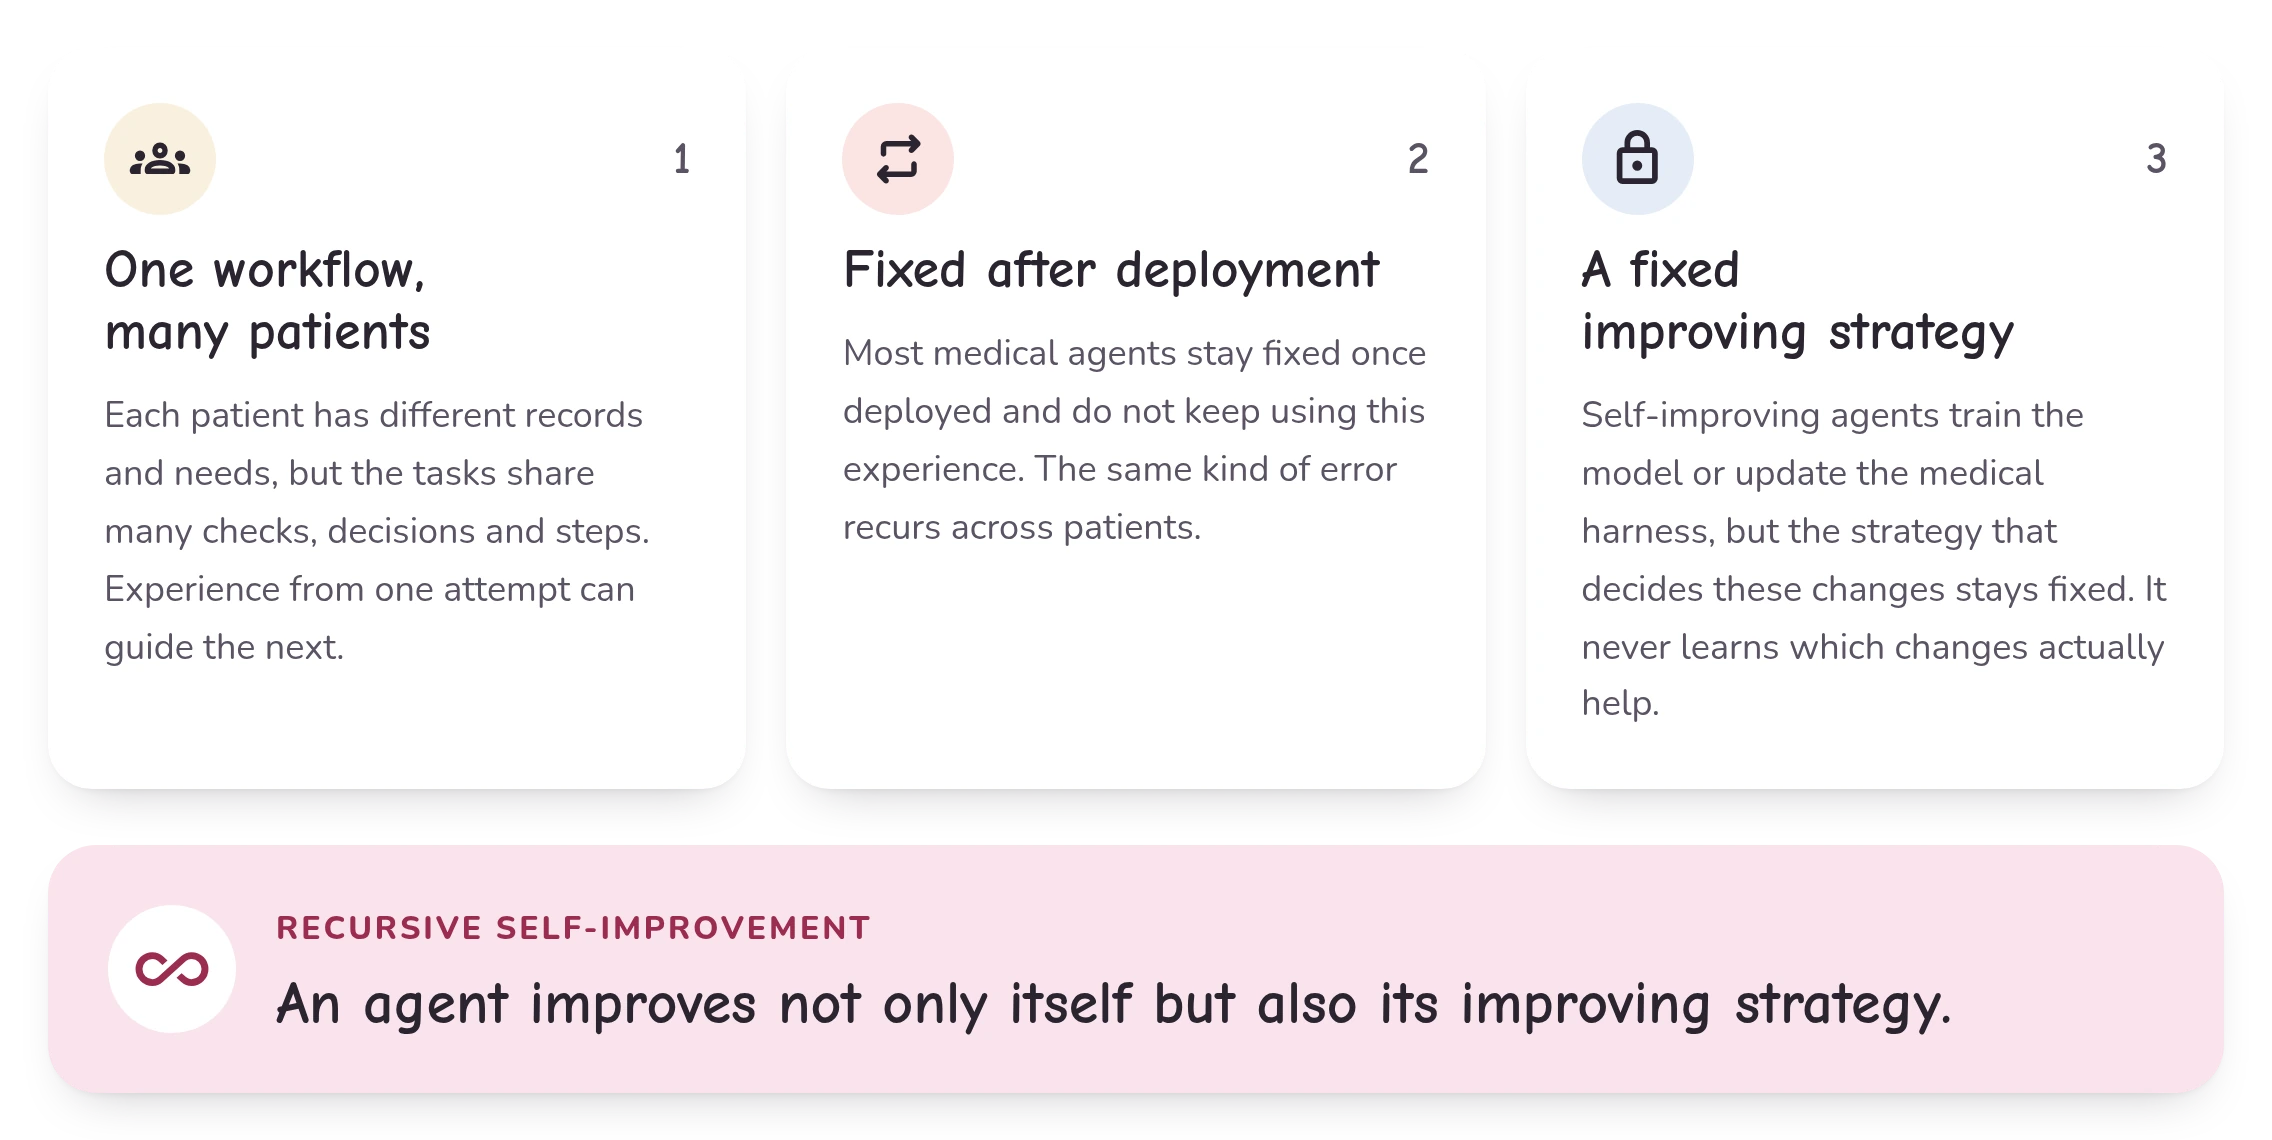 1
One workflow,
many patients
Each patient has different records
and needs, but the tasks share
many checks, decisions and steps.
Experience from one attempt can
guide the next.
2
Fixed after deployment
Most medical agents stay fixed once
deployed and do not keep using this
experience. The same kind of error
recurs across patients.
3
A fixed
improving strategy
Self-improving agents train the
model or update the medical
harness, but the strategy that
decides these changes stays fixed. It
never learns which changes actually
help.
RECURSIVE SELF-IMPROVEMENT
An agent improves not only itself but also its improving strategy.